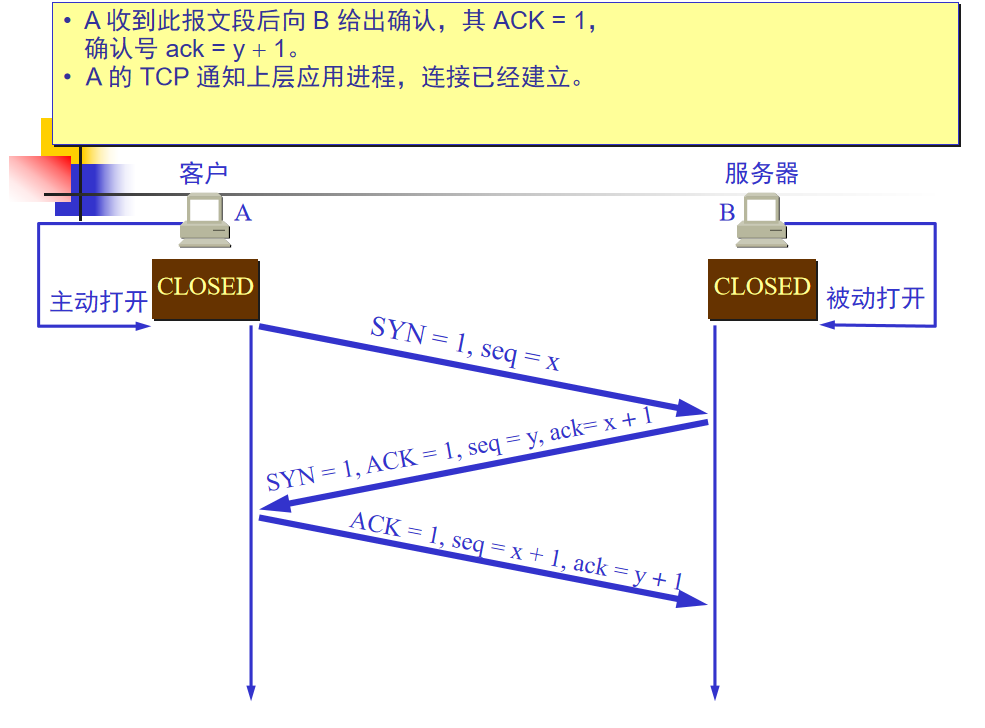 • A 收到此报文段后向 B 给出确认，其 ACK = 1，
确认号 ack = y + 1。
• A 的 TCP 通知上层应用进程，连接已经建立。
客户
服务器
A
B
CLOSED
CLOSED
主动打开
被动打开
SYN = 1, seq = x
SYN = 1, ACK = 1, seq = y, ack= x + 1
ACK = 1, seq = x + 1, ack = y + 1